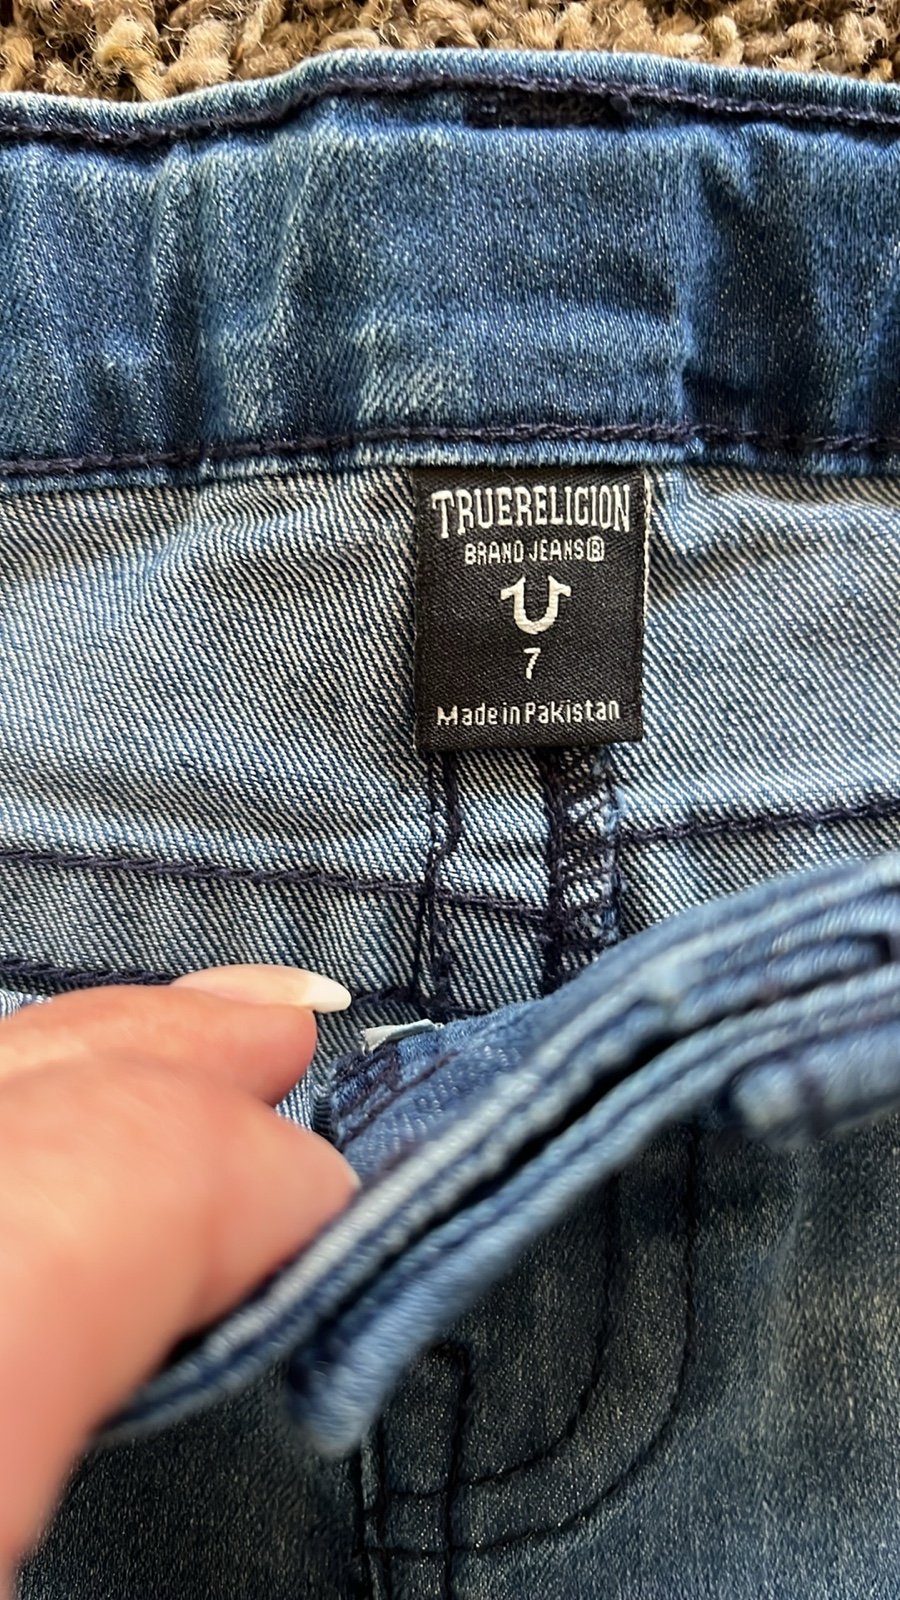 TRUERELIGION
BRAND JEANS®
7
Made in Pakistan